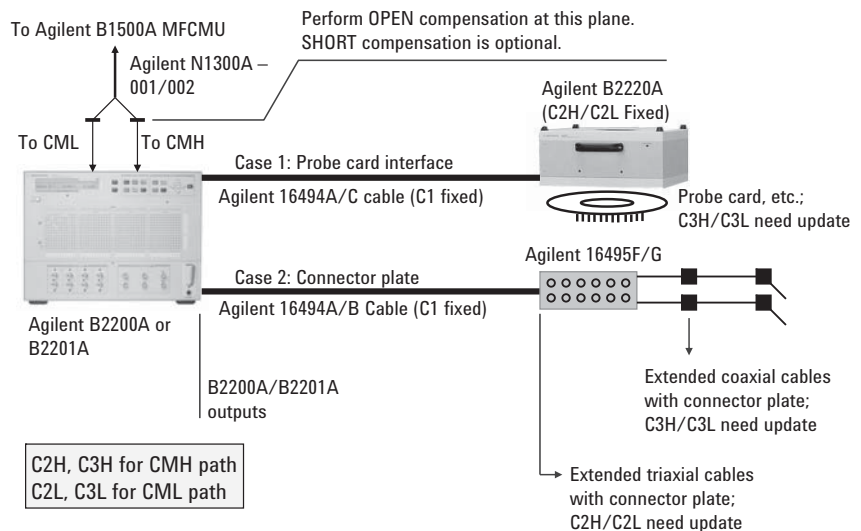 To Agilent B1500A MFCMU
Perform OPEN compensation at this plane.
SHORT compensation is optional.
Agilent N1300A –
001/002
Agilent B2220A
(C2H/C2L Fixed)
To CML
To CMH
Case 1: Probe card interface
Agilent 16494A/C cable (C1 fixed)
Probe card, etc.;
C3H/C3L need update
Agilent 16495F/G
Case 2: Connector plate
Agilent 16494A/B Cable (C1 fixed)
Agilent B2200A or
B2201A
B2200A/B2201A
outputs
Extended coaxial cables
with connector plate;
C3H/C3L need update
C2H, C3H for CMH path
C2L, C3L for CML path
Extended triaxial cables
with connector plate;
C2H/C2L need update